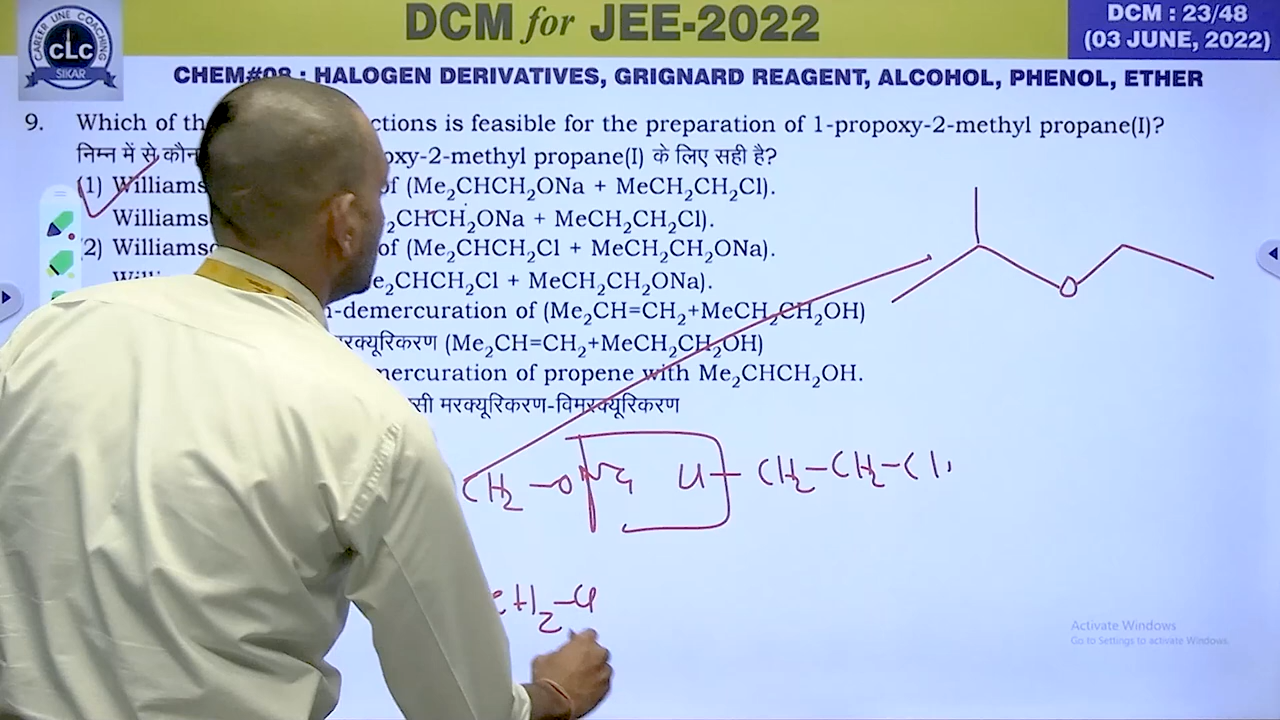 DCM for JEE-2022
DCM : 23/48
(03 JUNE, 2022)
CAREER LINE COACHING
CLC
SIKAR
CHEM#08 : HALOGEN DERIVATIVES, GRIGNARD REAGENT, ALCOHOL, PHENOL, ETHER
9. Which of th ctions is feasible for the preparation of 1-propoxy-2-methyl propane(I)?
निम्न में से कौन oxy-2-methyl propane(I) के लिए सही है?
(1) Williams of (Me₂CHCH₂ONa + MeCH₂CH₂Cl).
Williams ₂CHCH₂ONa + MeCH₂CH₂Cl).
(2) Williams of (Me₂CHCH₂Cl + MeCH₂CH₂ONa).
Willi e₂CHCH₂Cl + MeCH₂CH₂ONa).
-demercuration of (Me₂CH=CH₂+MeCH₂CH₂OH)
रक्यूरिकरण (Me₂CH=CH₂+MeCH₂CH₂OH)
mercuration of propene with Me₂CHCH₂OH.
सी मरक्यूरिकरण-विमरक्यूरिकरण
O
CH₂-O CH₂-CH₂-CH
Activate Windows
Go to Settings to activate Windows.